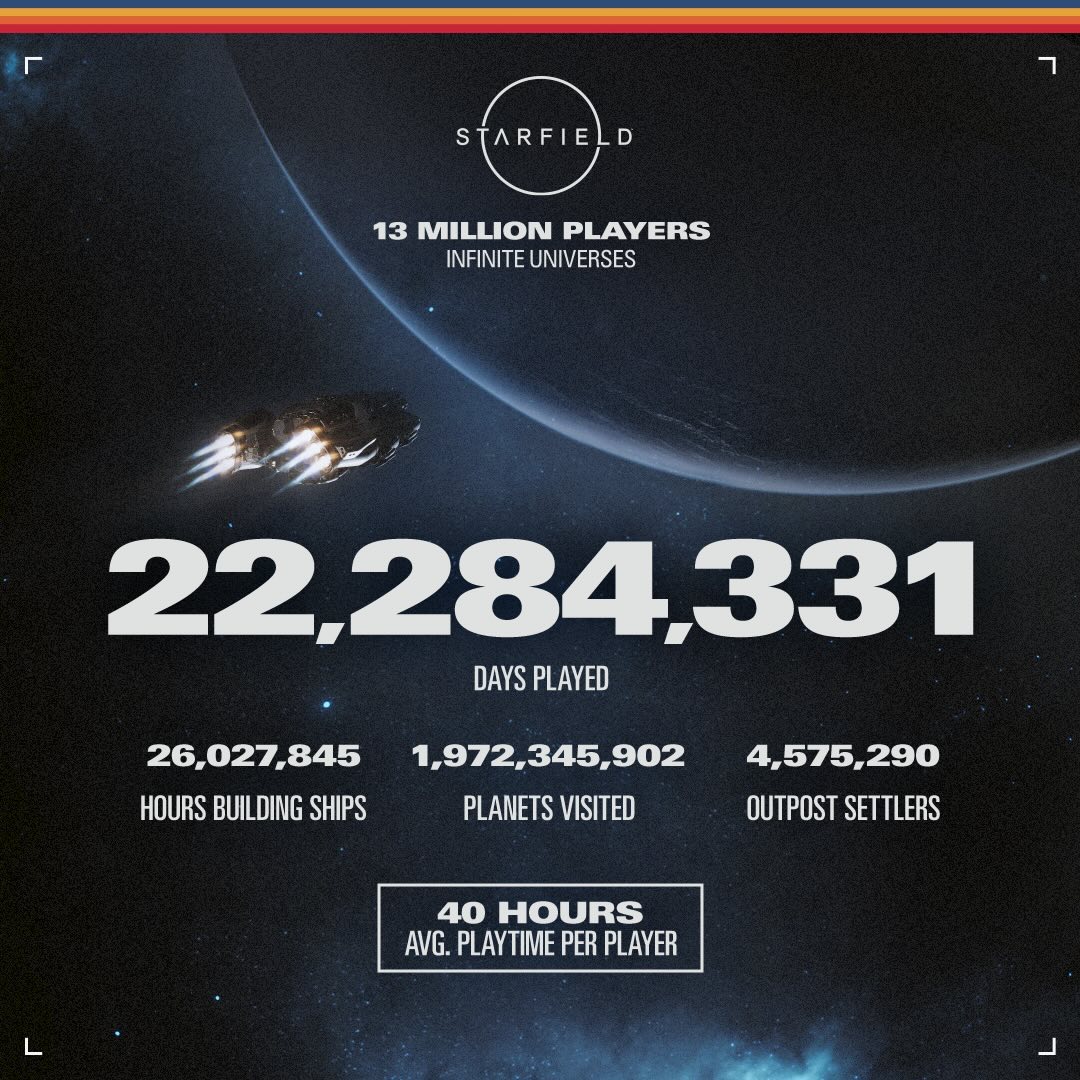 STARFIELD
13 MILLION PLAYERS
INFINITE UNIVERSES
22,284,331
DAYS PLAYED
26,027,845 1,972,345,902 4,575,290
HOURS BUILDING SHIPS PLANETS VISITED OUTPOST SETTLERS
40 HOURS
AVG. PLAYTIME PER PLAYER